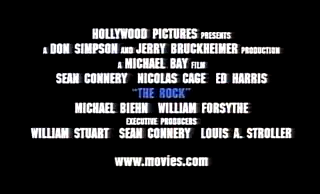 HOLLYWOOD PICTURES PRESENTS
A DON SIMPSON AND JERRY BRUCKHEIMER PRODUCTION
A MICHAEL BAY FILM
SEAN CONNERY NICOLAS CAGE ED HARRIS
"THE ROCK"
MICHAEL BIEHN WILLIAM FORSYTHE
EXECUTIVE PRODUCERS
WILLIAM STUART SEAN CONNERY LOUIS A. STROLLER
www.movies.com